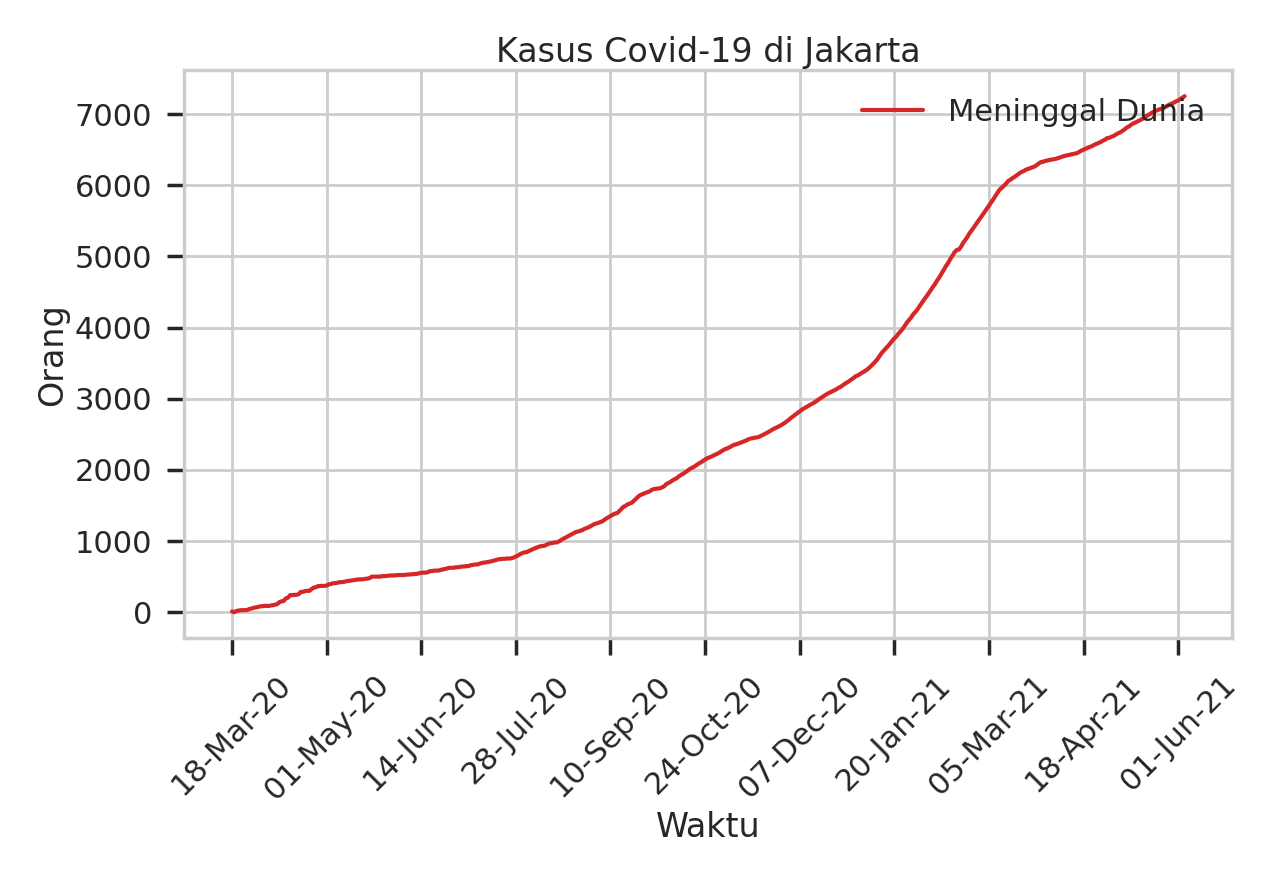 Kasus Covid-19 di Jakarta
Meninggal Dunia
7000
6000
5000
4000
3000
2000
1000
0
Orang
18-Mar-20
01-May-20
14-Jun-20
28-Jul-20
10-Sep-20
24-Oct-20
07-Dec-20
20-Jan-21
05-Mar-21
18-Apr-21
01-Jun-21
Waktu